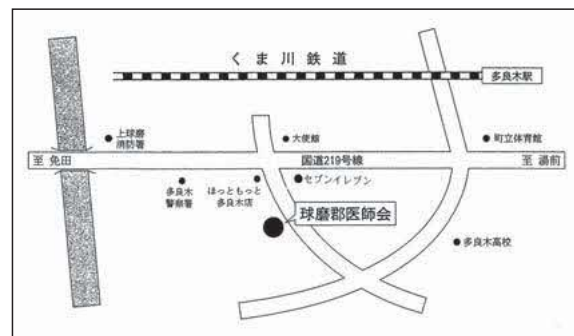 くま川鉄道
多良木駅
上球磨
消防署
大使館
町立体育館
至 免田
国道219号線
至 湯前
多良木
警察署
ほっともっと
多良木店
セブンイレブン
球磨郡医師会
多良木高校